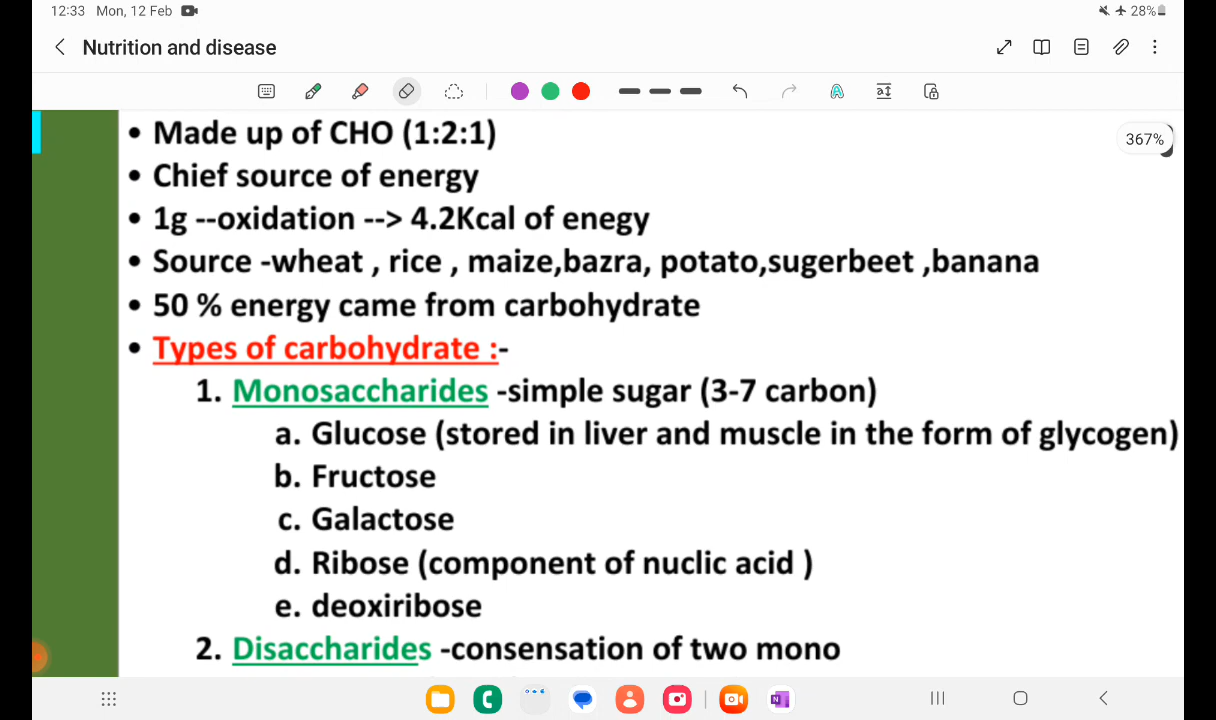 12:33 Mon, 12 Feb 28%
Nutrition and disease
367%
• Made up of CHO (1:2:1)
• Chief source of energy
• 1g --oxidation --> 4.2Kcal of enegy
• Source -wheat , rice , maize,bazra, potato,sugerbeet ,banana
• 50 % energy came from carbohydrate
• Types of carbohydrate :-
1. Monosaccharides -simple sugar (3-7 carbon)
a. Glucose (stored in liver and muscle in the form of glycogen)
b. Fructose
c. Galactose
d. Ribose (component of nuclic acid )
e. deoxiribose
2. Disaccharides -consensation of two mono